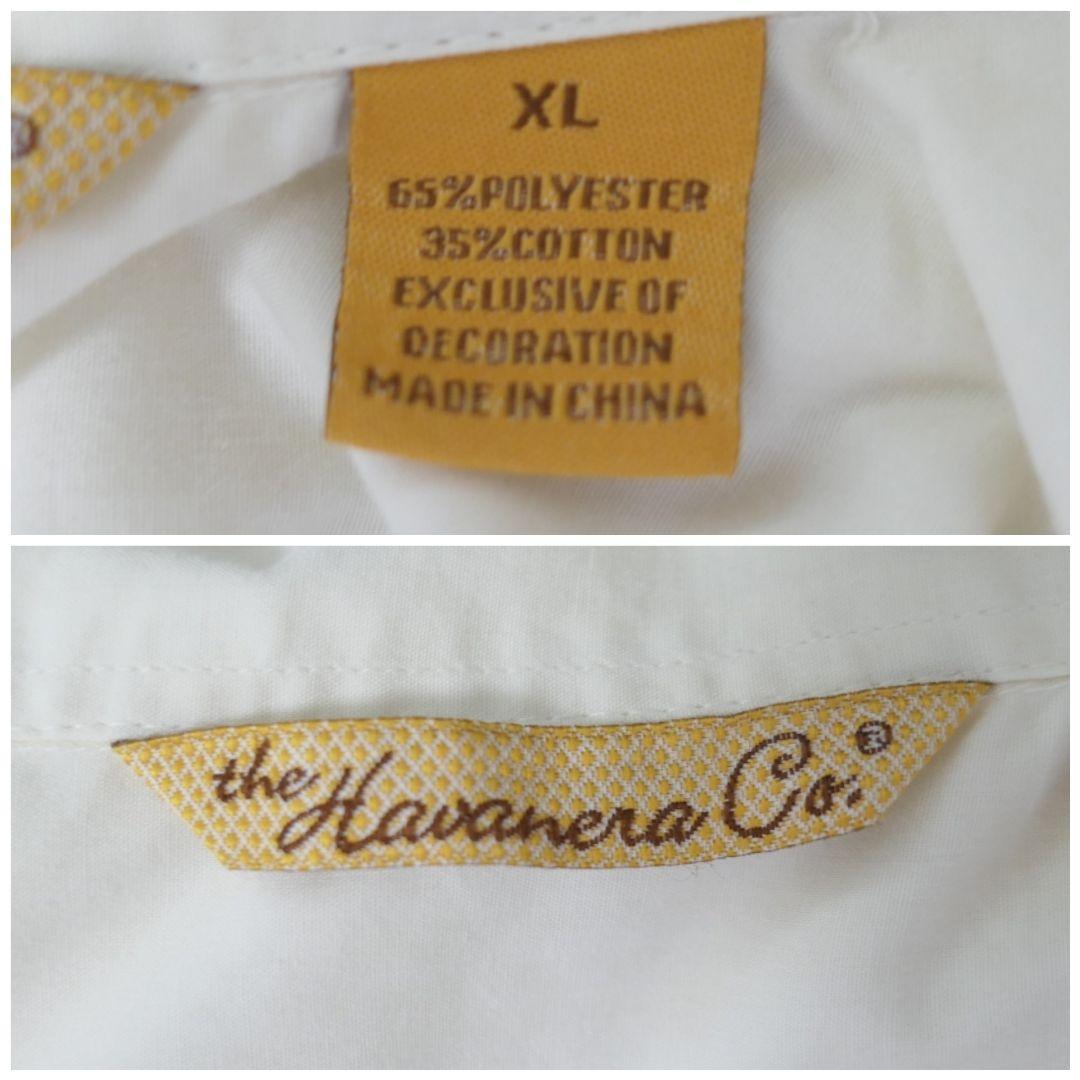 XL
65%POLYESTER
35%COTTON
EXCLUSIVE OF
DECORATION
MADE IN CHINA
the Havanera Co.®